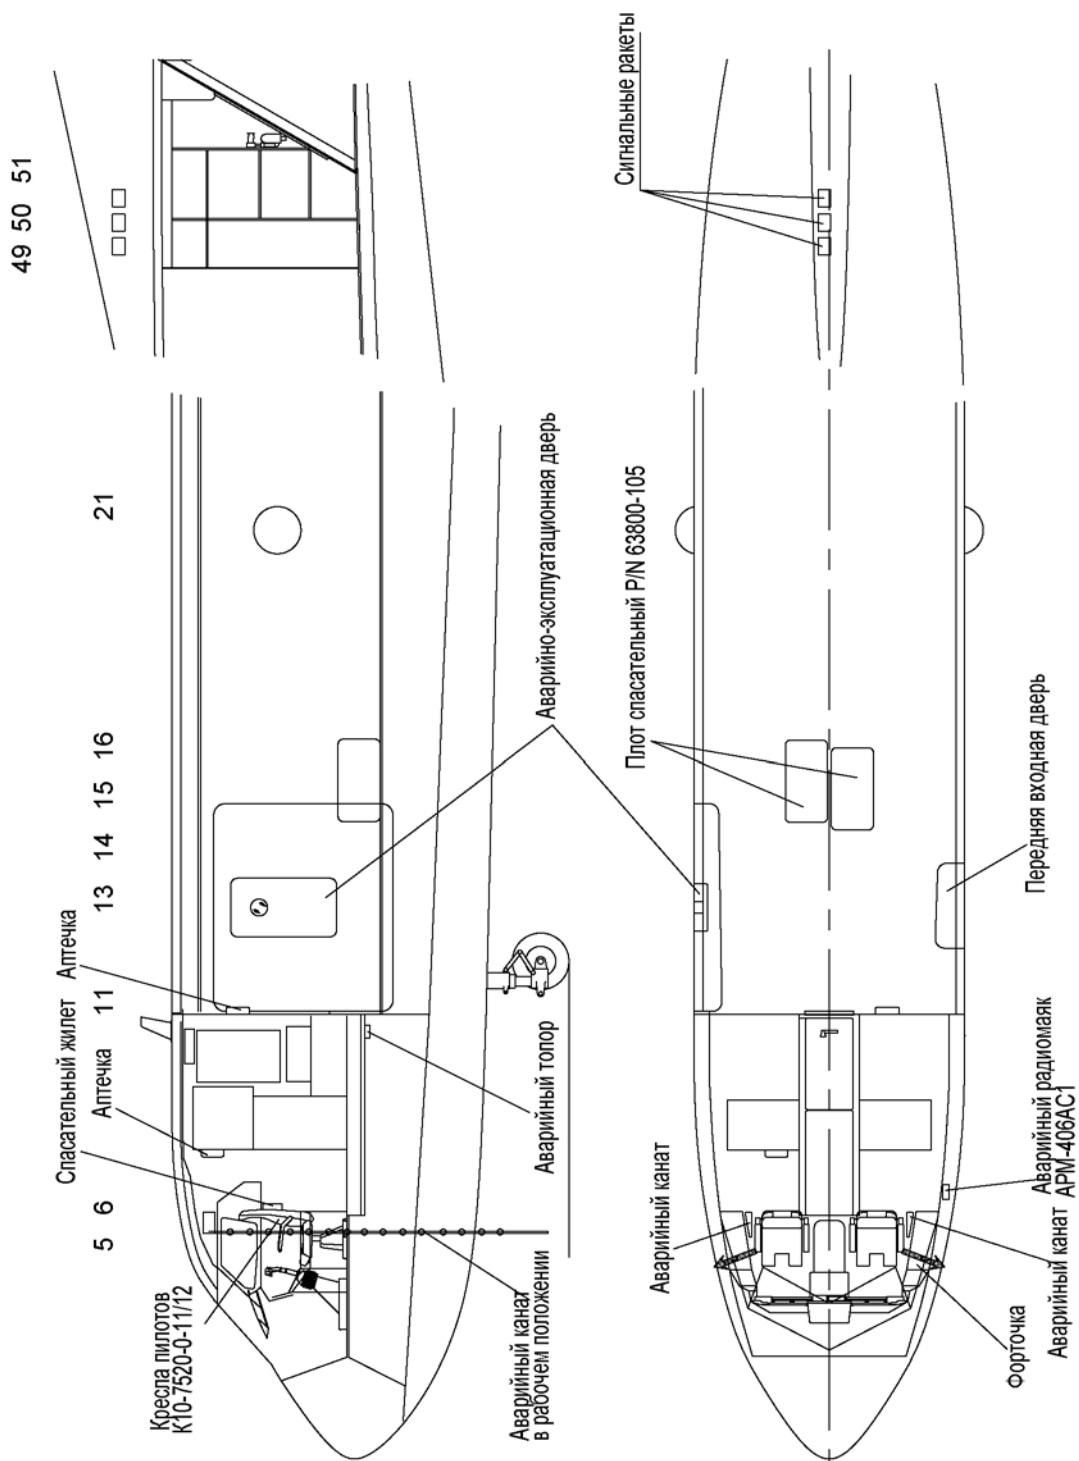 5 6 11 13 14 15 16 21 49 50 51
Спасательный жилет
Аптечка
Аптечка
Кресла пилотов
К10-7520-0-11/12
Аварийный канат
в рабочем положении
Аварийный топор
Аварийно-эксплуатационная дверь
Сигнальные ракеты
Плот спасательный P/N 63800-105
Аварийный канат
Передняя входная дверь
Аварийный радиомаяк
АРМ-406АС1
Аварийный канат
Форточка